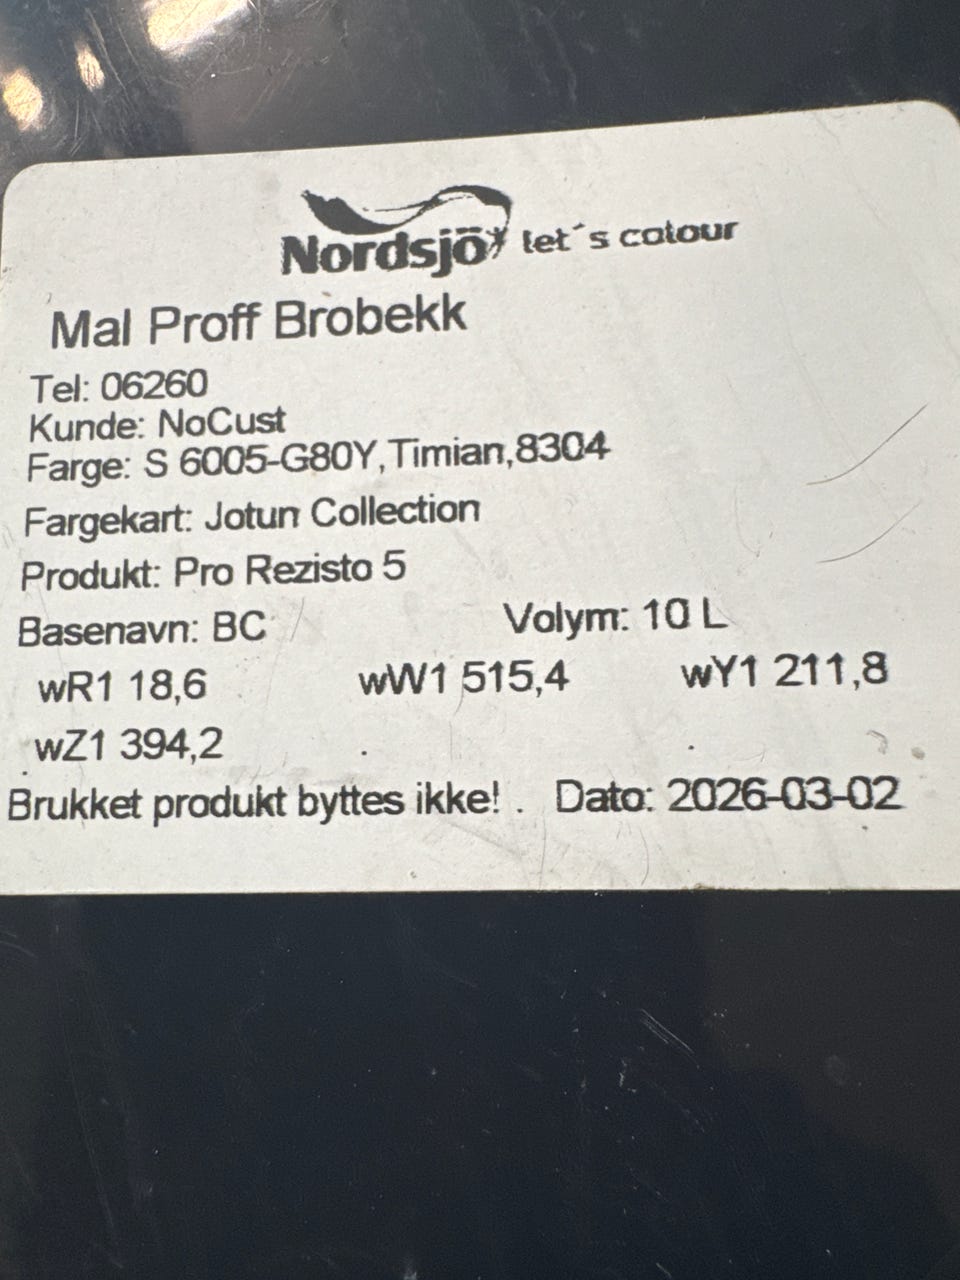 Nordsjö let´s colour
Mal Proff Brobekk
Tel: 06260
Kunde: NoCust
Farge: S 6005-G80Y,Timian,8304
Fargekart: Jotun Collection
Produkt: Pro Rezisto 5
Basenavn: BC Volym: 10 L
wR1 18,6 wW1 515,4 wY1 211,8
wZ1 394,2 . .
Brukket produkt byttes ikke! . Dato: 2026-03-02